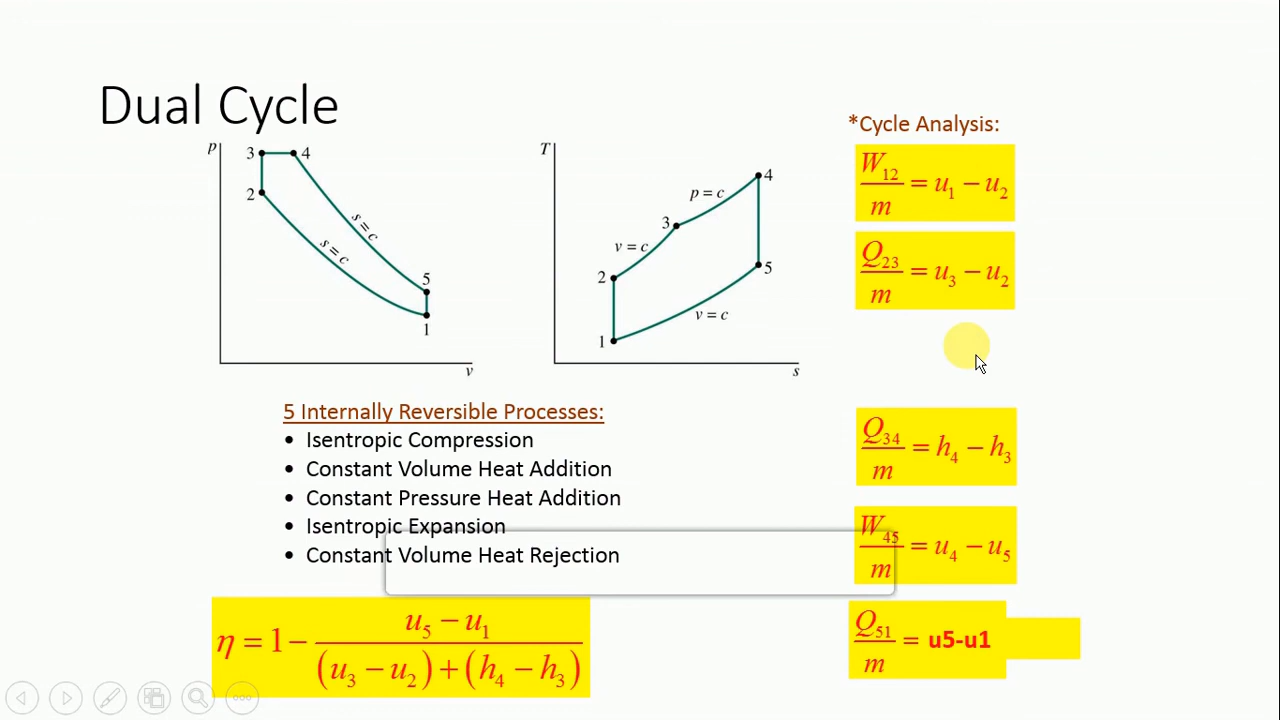 Dual Cycle
p
3
4
2
s = c
s = c
5
1
v
T
4
p = c
3
v = c
2
5
v = c
1
s
*Cycle Analysis:
W₁₂/m = u₁ − u₂
Q₂₃/m = u₃ − u₂
Q₃₄/m = h₄ − h₃
W₄₅/m = u₄ − u₅
Q₅₁/m = u5-u1
5 Internally Reversible Processes:
• Isentropic Compression
• Constant Volume Heat Addition
• Constant Pressure Heat Addition
• Isentropic Expansion
• Constant Volume Heat Rejection
η = 1 − (u₅ − u₁)/((u₃ − u₂) + (h₄ − h₃))